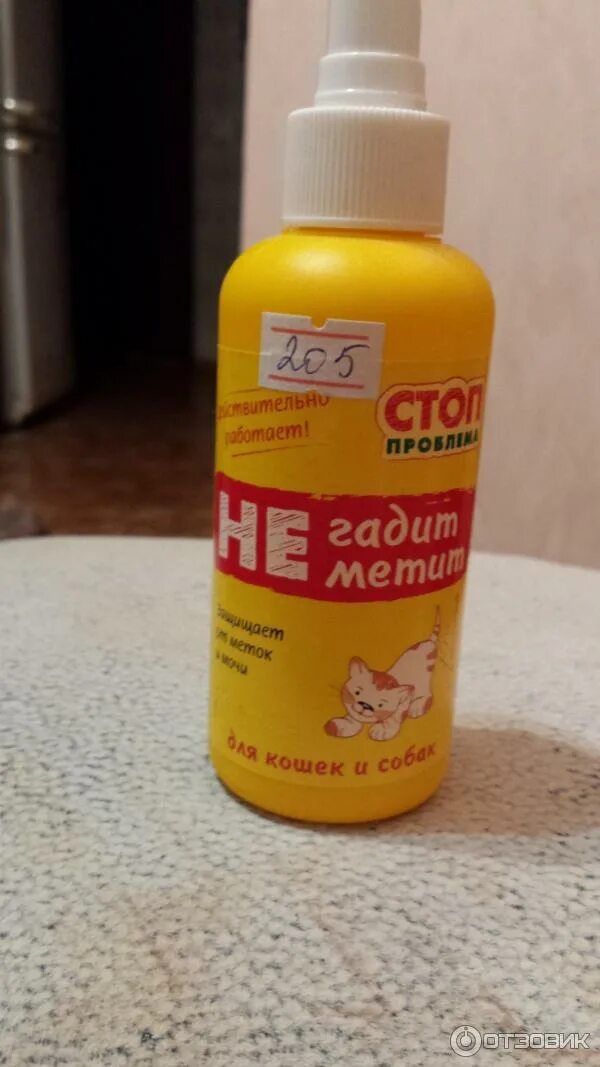 205
действительно
работает!
СТОП
ПРОБЛЕМА
НЕ гадит
метит
Защищает
от меток
и мочи
для кошек и собак
ОТЗОВИК